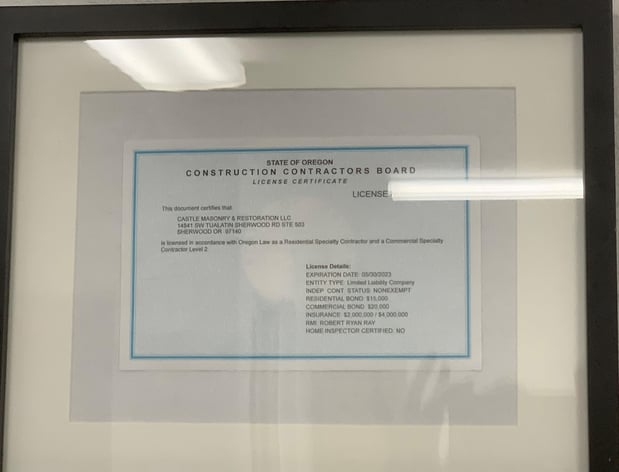 STATE OF OREGON
CONSTRUCTION CONTRACTORS BOARD
LICENSE CERTIFICATE
LICENSE
This document certifies that:
CASTLE MASONRY & RESTORATION LLC
14841 SW TUALATIN SHERWOOD RD STE 503
SHERWOOD OR 97140
is licensed in accordance with Oregon Law as a Residential Specialty Contractor and a Commercial Specialty
Contractor Level 2.
License Details:
EXPIRATION DATE:
ENTITY TYPE: Limited Liability Company
INDEP. CONT. STATUS: NONEXEMPT
RESIDENTIAL BOND: $15,000
COMMERCIAL BOND: $20,000
INSURANCE: $2,000,000 / $4,000,000
RMI: ROBERT RYAN RAY
HOME INSPECTOR CERTIFIED: NO